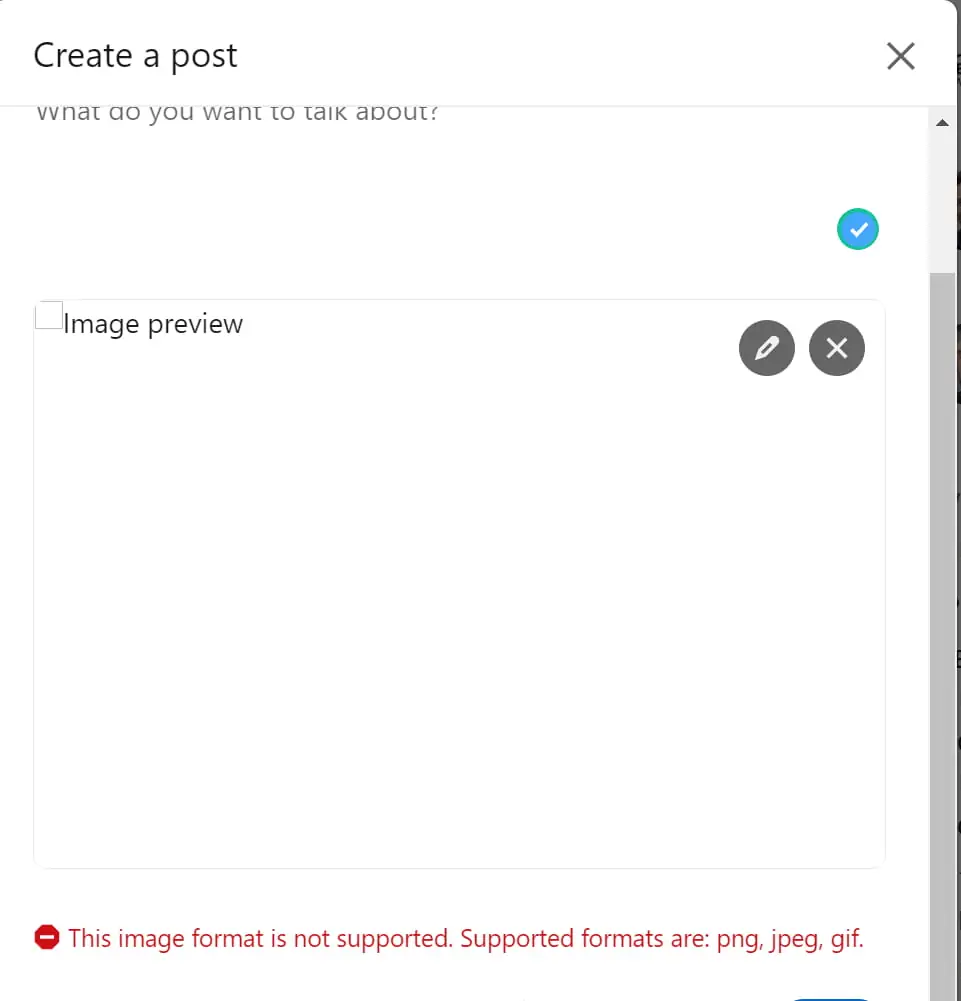 Create a post
What do you want to talk about?
Image preview
This image format is not supported. Supported formats are: png, jpeg, gif.